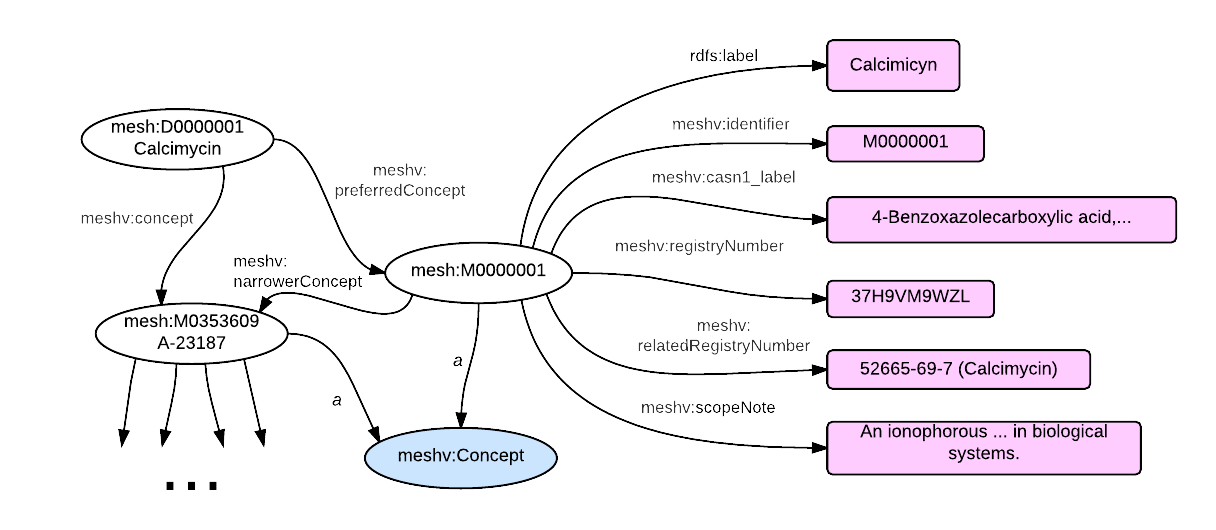 rdfs:label
Calcimicyn
mesh:D0000001
Calcimycin
meshv:identifier
M0000001
meshv:
preferredConcept
meshv:casn1_label
4-Benzoxazolecarboxylic acid,...
meshv:concept
meshv:registryNumber
37H9VM9WZL
meshv:
narrowerConcept
mesh:M0000001
mesh:M0353609
A-23187
meshv:
relatedRegistryNumber
52665-69-7 (Calcimycin)
a
a
meshv:scopeNote
An ionophorous ... in biological
systems.
meshv:Concept
...